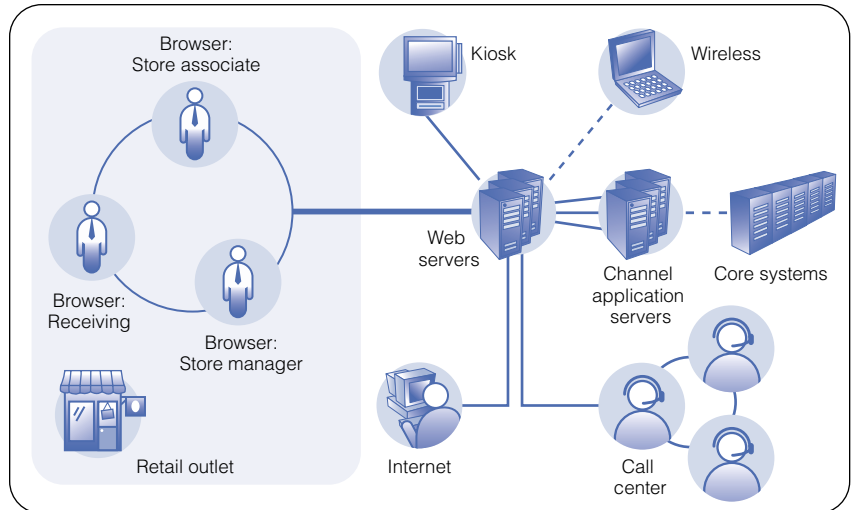 Browser:
Store associate
Kiosk
Wireless
Browser:
Receiving
Browser:
Store manager
Web
servers
Channel
application
servers
Core systems
Retail outlet
Internet
Call
center